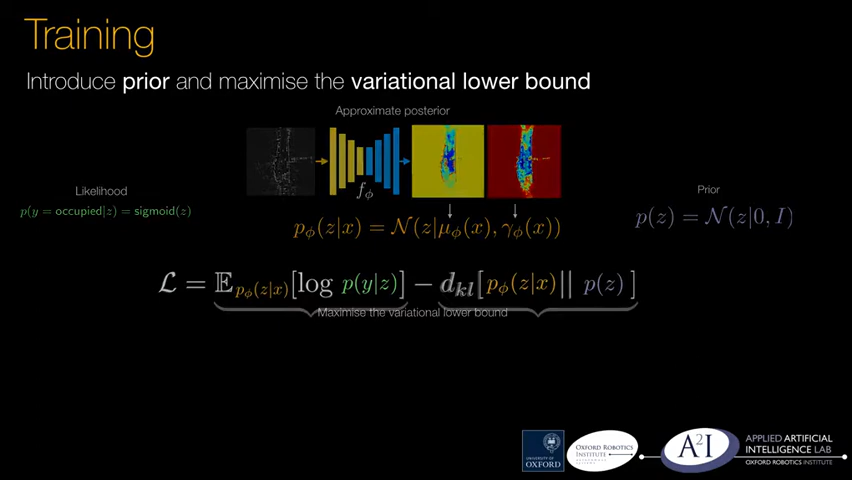 Training
Introduce prior and maximise the variational lower bound
Approximate posterior
f_ϕ
Likelihood
p(y = occupied|z) = sigmoid(z)
Prior
p(z) = 𝒩(z|0, I)
p_ϕ(z|x) = 𝒩(z|μ_ϕ(x), γ_ϕ(x))
ℒ = 𝔼_{p_ϕ(z|x)}[log p(y|z)] − d_{kl}[p_ϕ(z|x)|| p(z) ]
Maximise the variational lower bound
UNIVERSITY OF
OXFORD
OXFORD ROBOTICS
INSTITUTE
A²I
APPLIED ARTIFICIAL
INTELLIGENCE LAB
OXFORD ROBOTICS INSTITUTE